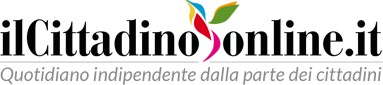 ilCittadino online.it
Quotidiano indipendente dalla parte dei cittadini